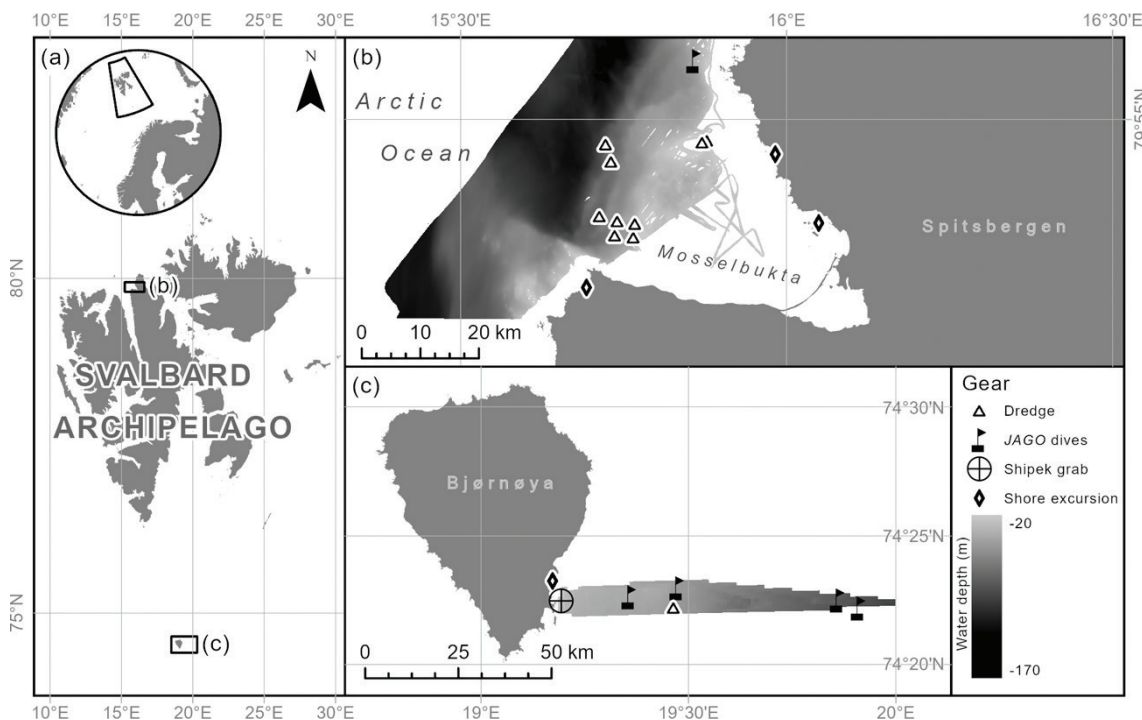 10°E 15°E 20°E 25°E 30°E
15°30'E 16°E 16°30'E
(a)
N
80°N
(b)
SVALBARD
ARCHIPELAGO
75°N
(c)
10°E 15°E 20°E 25°E 30°E
(b)
Arctic
Ocean
Mosselbukta
Spitsbergen
79°55'N
0 10 20 km
(c)
Bjørnøya
74°30'N
74°25'N
74°20'N
0 25 50 km
19°E 19°30'E 20°E
Gear
Dredge
JAGO dives
Shipek grab
Shore excursion
Water depth (m)
-20
-170